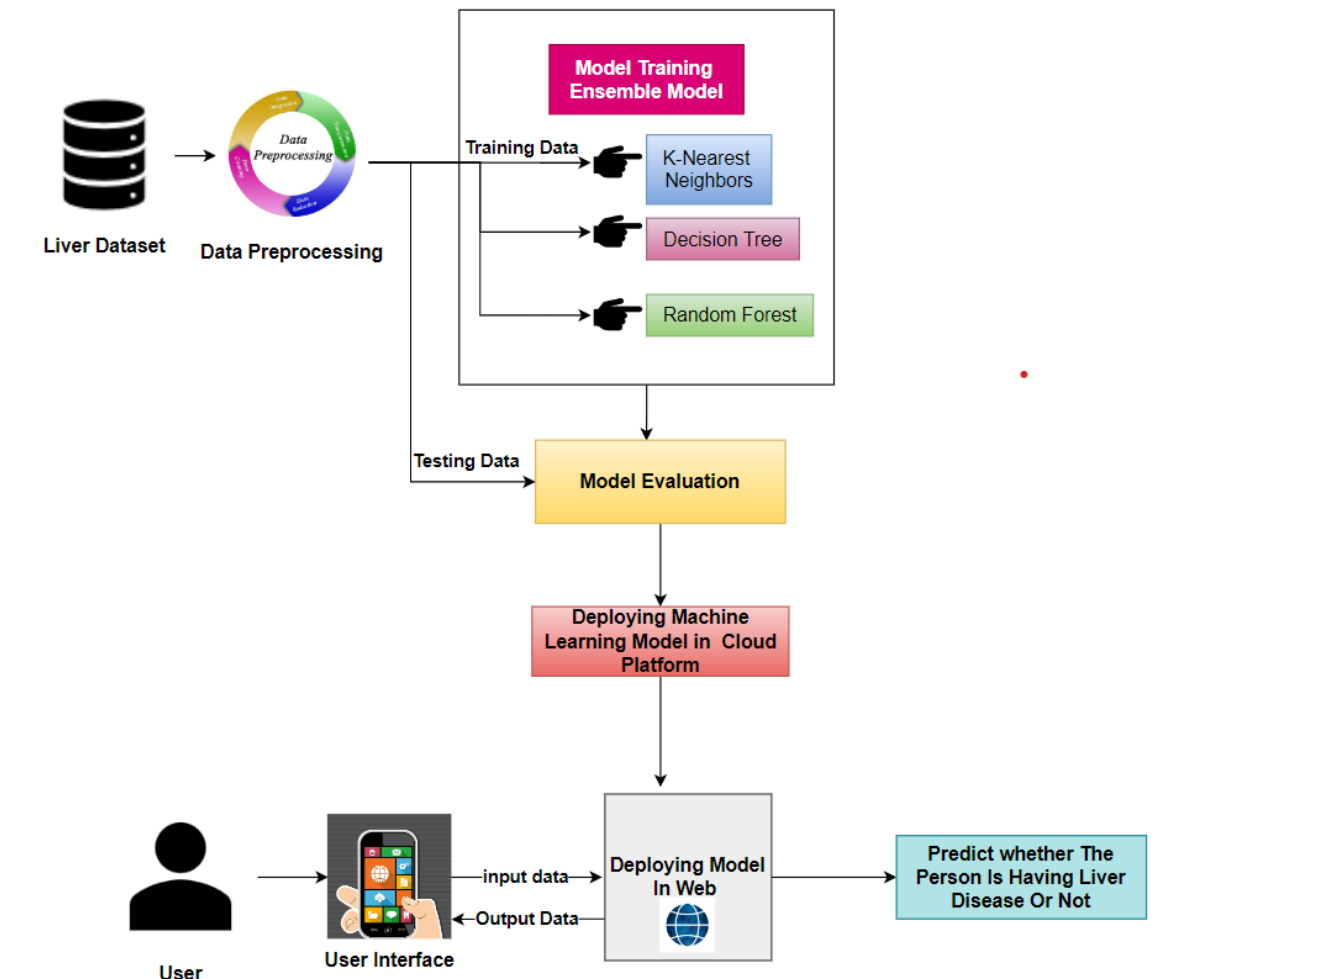 Model Training
Ensemble Model
Data
Preprocessing
Training Data
K-Nearest
Neighbors
Decision Tree
Random Forest
Liver Dataset
Data Preprocessing
Testing Data
Model Evaluation
Deploying Machine
Learning Model in Cloud
Platform
Deploying Model
In Web
input data
Output Data
Predict whether The
Person Is Having Liver
Disease Or Not
User Interface
User